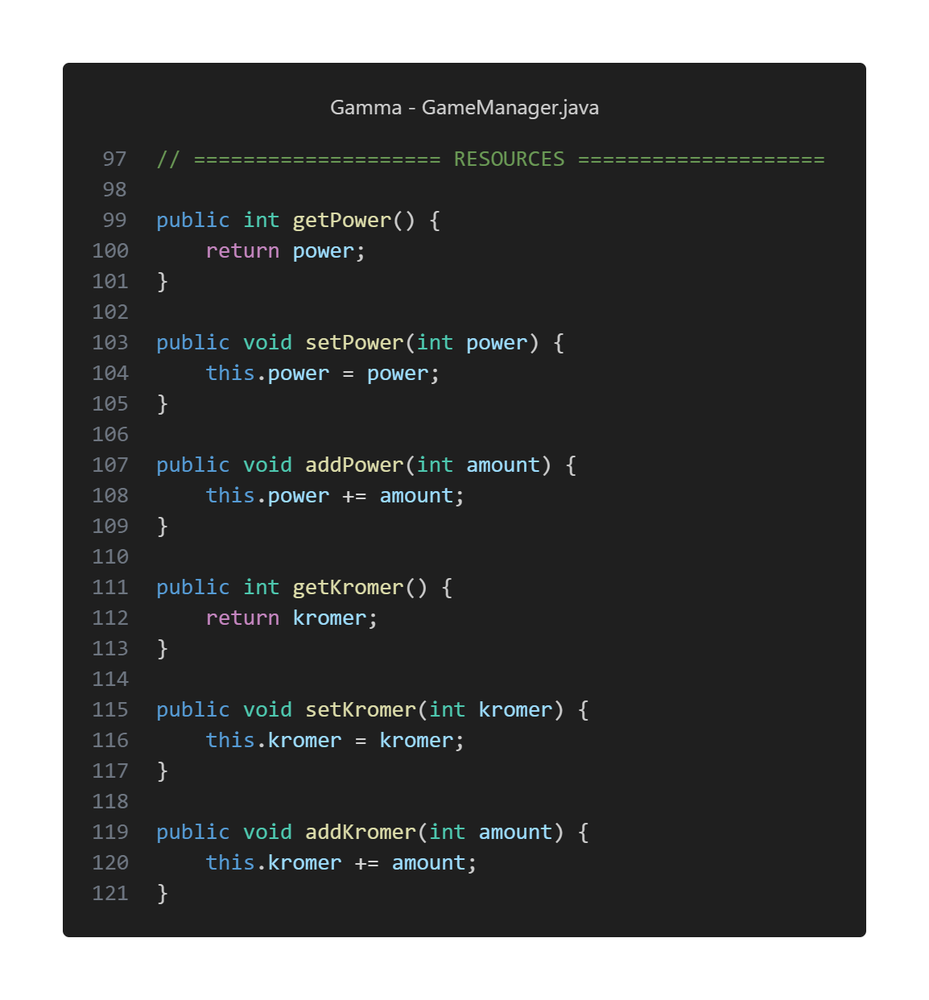 Gamma - GameManager.java
97 // ==================== RESOURCES ====================
98
99 public int getPower() {
100     return power;
101 }
102
103 public void setPower(int power) {
104     this.power = power;
105 }
106
107 public void addPower(int amount) {
108     this.power += amount;
109 }
110
111 public int getKromer() {
112     return kromer;
113 }
114
115 public void setKromer(int kromer) {
116     this.kromer = kromer;
117 }
118
119 public void addKromer(int amount) {
120     this.kromer += amount;
121 }